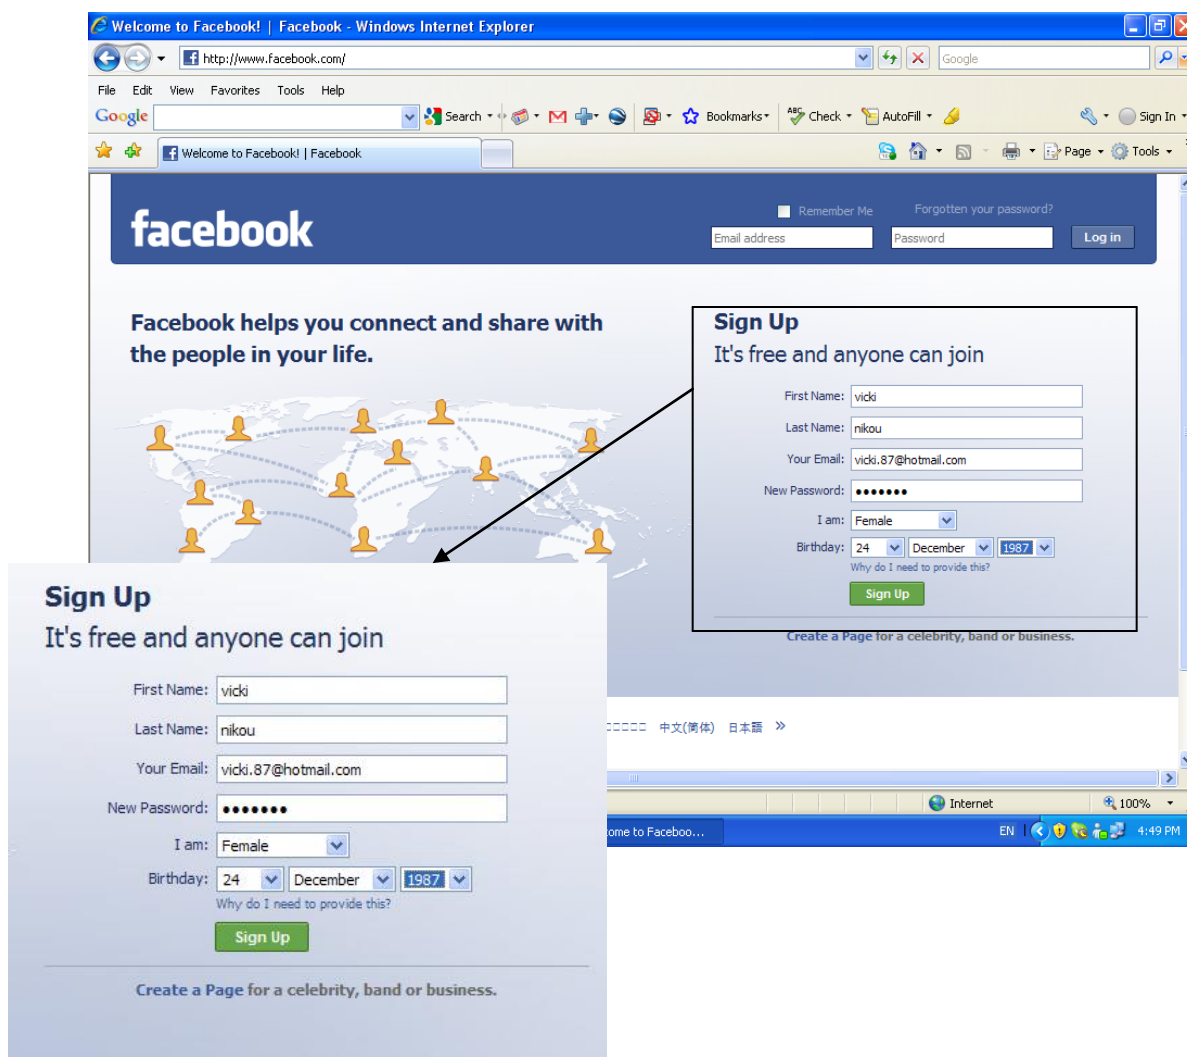 Welcome to Facebook! | Facebook - Windows Internet Explorer
http://www.facebook.com/
Google
File Edit View Favorites Tools Help
Google Search Bookmarks Check AutoFill Sign In
Welcome to Facebook! | Facebook
Page Tools
facebook
Remember Me Forgotten your password?
Email address Password Log in
Facebook helps you connect and share with
the people in your life.
Sign Up
It's free and anyone can join
First Name: vicki
Last Name: nikou
Your Email: vicki.87@hotmail.com
New Password: •••••••
I am: Female
Birthday: 24 December 1987
Why do I need to provide this?
Sign Up
Create a Page for a celebrity, band or business.
中文(简体) 日本語 »
Internet 100%
ome to Faceboo...
EN 4:49 PM
Sign Up
It's free and anyone can join
First Name: vicki
Last Name: nikou
Your Email: vicki.87@hotmail.com
New Password: •••••••
I am: Female
Birthday: 24 December 1987
Why do I need to provide this?
Sign Up
Create a Page for a celebrity, band or business.